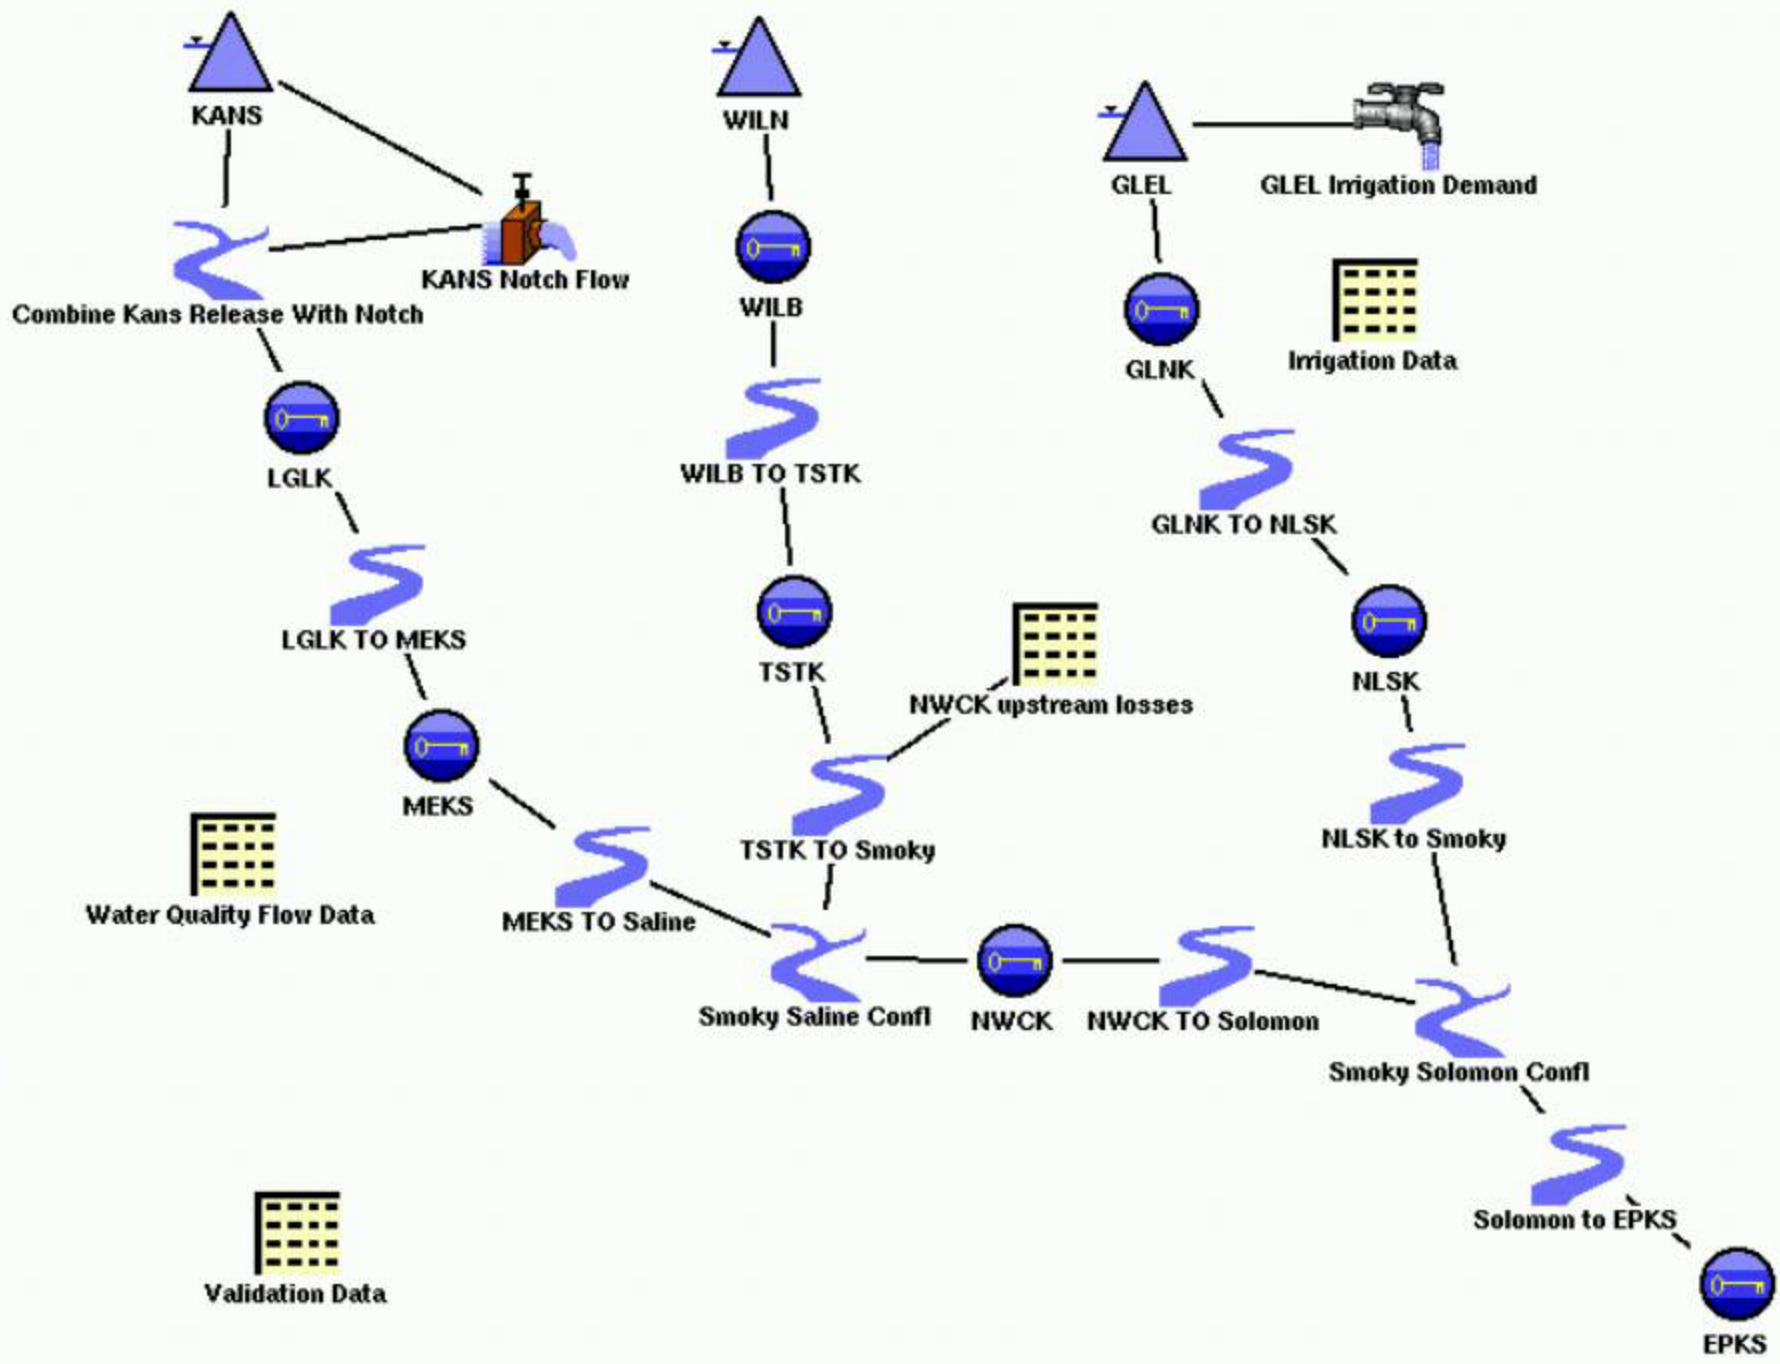 KANS
WILN
GLEL
GLEL Irrigation Demand
KANS Notch Flow
WILB
Combine Kans Release With Notch
GLNK
Irrigation Data
LGLK
WILB TO TSTK
GLNK TO NLSK
LGLK TO MEKS
TSTK
NLSK
NWCK upstream losses
MEKS
NLSK to Smoky
TSTK TO Smoky
Water Quality Flow Data
MEKS TO Saline
Smoky Saline Confl
NWCK
NWCK TO Solomon
Smoky Solomon Confl
Solomon to EPKS
Validation Data
EPKS